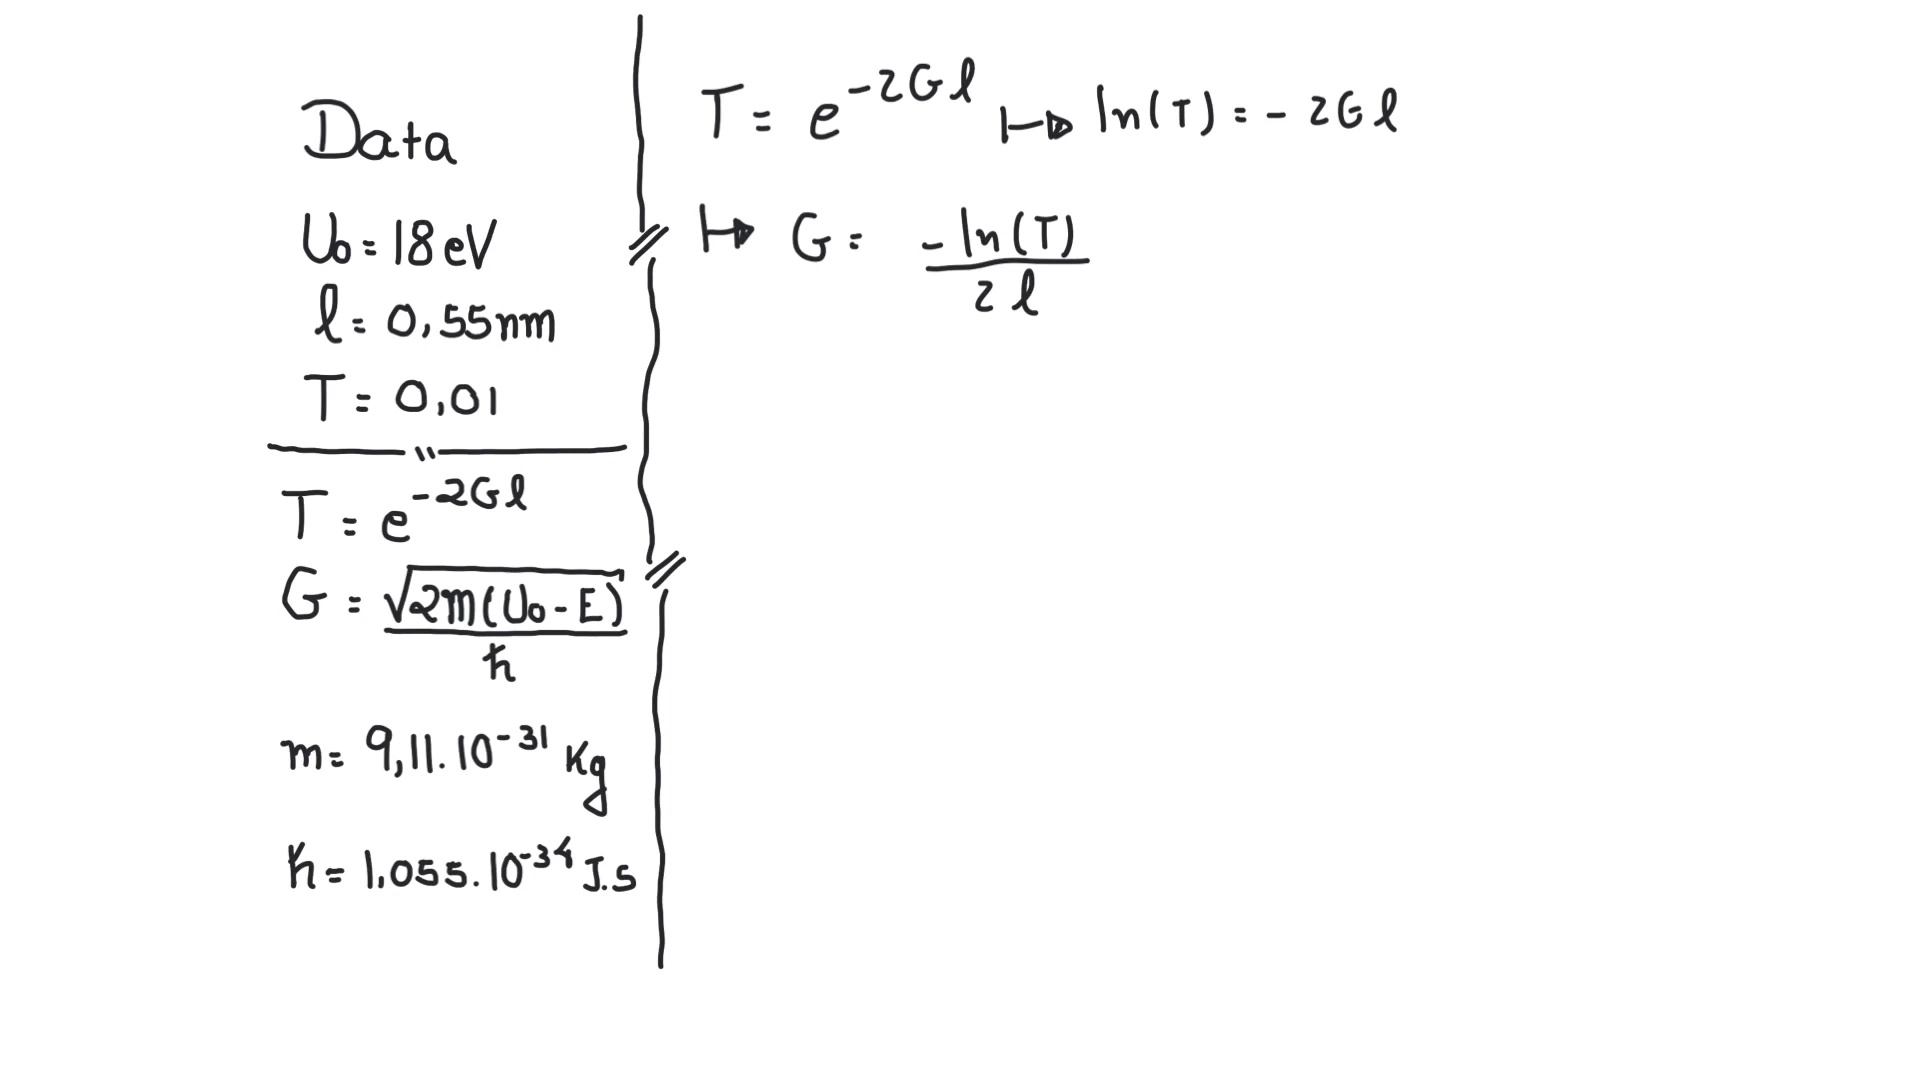 Data
U₀ = 18 eV
l = 0,55 nm
T = 0,01
T = e^{-2Gl}
G = √(2m(U₀ - E)) / ħ
m = 9,11 . 10^{-31} Kg
ħ = 1,055 . 10^{-34} J.s
T = e^{-2Gl} ↦ ln(T) = - 2Gl
↦ G = -ln(T) / 2l